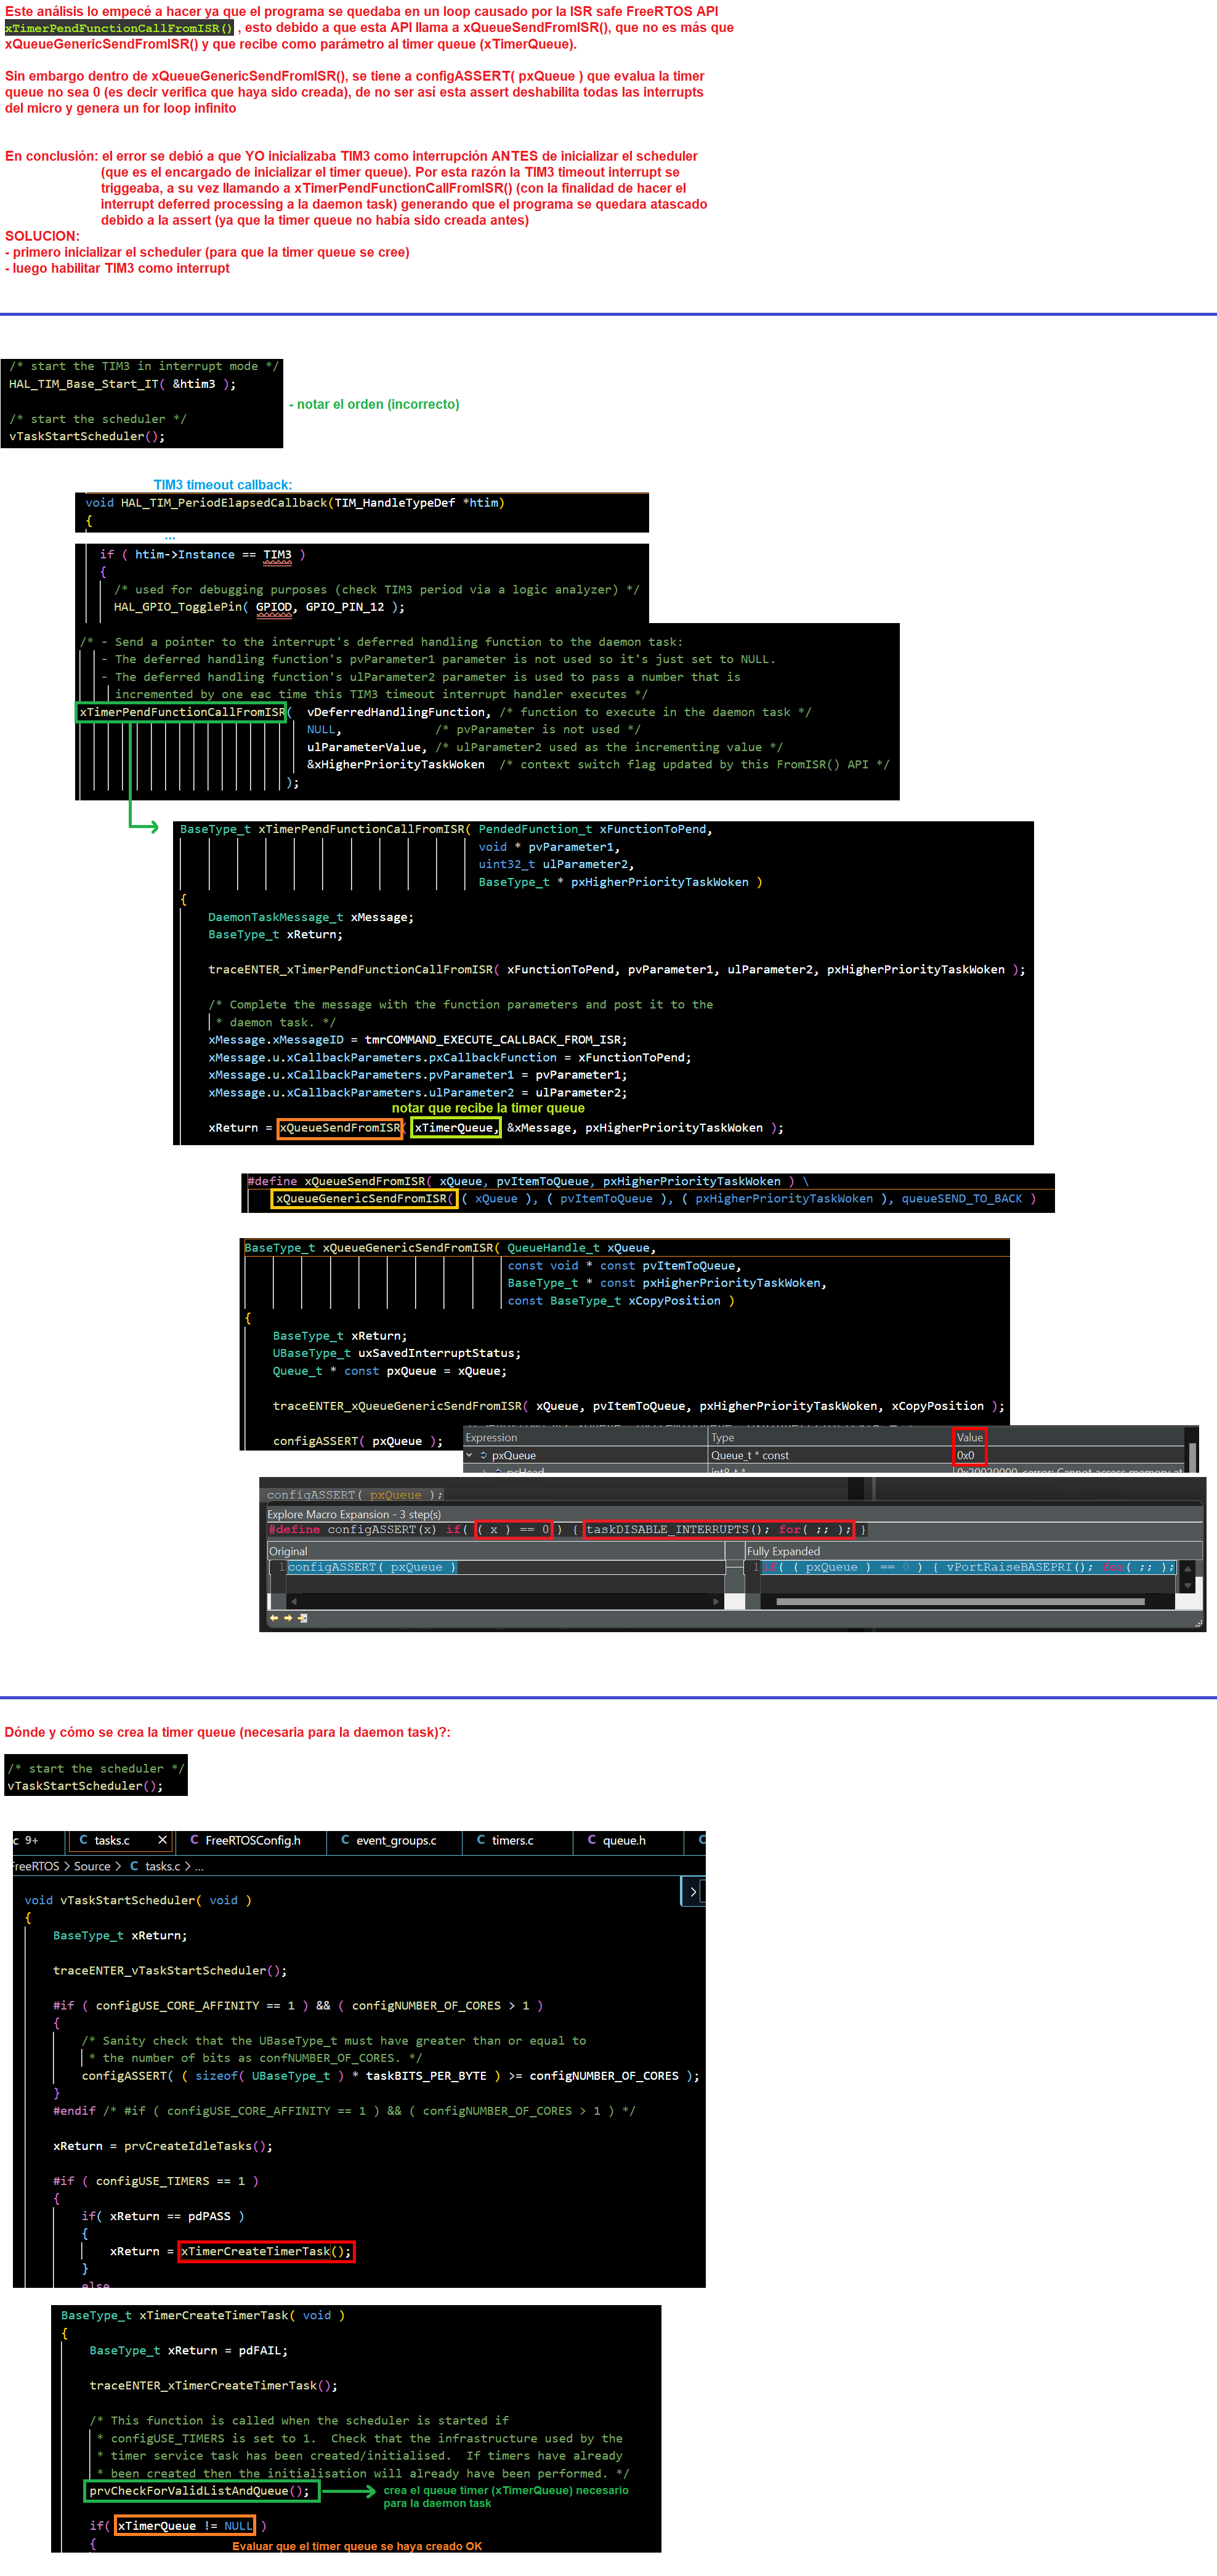 Este análisis lo empecé a hacer ya que el programa se quedaba en un loop causado por la ISR safe FreeRTOS API
xTimerPendFunctionCallFromISR() , esto debido a que esta API llama a xQueueSendFromISR(), que no es más que
xQueueGenericSendFromISR() y que recibe como parámetro al timer queue (xTimerQueue).
Sin embargo dentro de xQueueGenericSendFromISR(), se tiene a configASSERT( pxQueue ) que evalua la timer
queue no sea 0 (es decir verifica que haya sido creada), de no ser así esta assert deshabilita todas las interrupts
del micro y genera un for loop infinito
En conclusión: el error se debió a que YO inicializaba TIM3 como interrupción ANTES de inicializar el scheduler
(que es el encargado de inicializar el timer queue). Por esta razón la TIM3 timeout interrupt se
triggeaba, a su vez llamando a xTimerPendFunctionCallFromISR() (con la finalidad de hacer el
interrupt deferred processing a la daemon task) generando que el programa se quedara atascado
debido a la assert (ya que la timer queue no había sido creada antes)
SOLUCION:
- primero inicializar el scheduler (para que la timer queue se cree)
- luego habilitar TIM3 como interrupt
/* start the TIM3 in interrupt mode */
HAL_TIM_Base_Start_IT( &htim3 );
- notar el orden (incorrecto)
/* start the scheduler */
vTaskStartScheduler();
TIM3 timeout callback:
void HAL_TIM_PeriodElapsedCallback(TIM_HandleTypeDef *htim)
{
...
if ( htim->Instance == TIM3 )
{
/* used for debugging purposes (check TIM3 period via a logic analyzer) */
HAL_GPIO_TogglePin( GPIOD, GPIO_PIN_12 );
/* - Send a pointer to the interrupt's deferred handling function to the daemon task:
- The deferred handling function's pvParameter1 parameter is not used so it's just set to NULL.
- The deferred handling function's ulParameter2 parameter is used to pass a number that is
incremented by one eac time this TIM3 timeout interrupt handler executes */
xTimerPendFunctionCallFromISR( vDeferredHandlingFunction, /* function to execute in the daemon task */
NULL, /* pvParameter is not used */
ulParameterValue, /* ulParameter2 used as the incrementing value */
&xHigherPriorityTaskWoken /* context switch flag updated by this FromISR() API */
);
BaseType_t xTimerPendFunctionCallFromISR( PendedFunction_t xFunctionToPend,
void * pvParameter1,
uint32_t ulParameter2,
BaseType_t * pxHigherPriorityTaskWoken )
{
DaemonTaskMessage_t xMessage;
BaseType_t xReturn;
traceENTER_xTimerPendFunctionCallFromISR( xFunctionToPend, pvParameter1, ulParameter2, pxHigherPriorityTaskWoken );
/* Complete the message with the function parameters and post it to the
* daemon task. */
xMessage.xMessageID = tmrCOMMAND_EXECUTE_CALLBACK_FROM_ISR;
xMessage.u.xCallbackParameters.pxCallbackFunction = xFunctionToPend;
xMessage.u.xCallbackParameters.pvParameter1 = pvParameter1;
xMessage.u.xCallbackParameters.ulParameter2 = ulParameter2;
notar que recibe la timer queue
xReturn = xQueueSendFromISR( xTimerQueue, &xMessage, pxHigherPriorityTaskWoken );
#define xQueueSendFromISR( xQueue, pvItemToQueue, pxHigherPriorityTaskWoken ) \
xQueueGenericSendFromISR( ( xQueue ), ( pvItemToQueue ), ( pxHigherPriorityTaskWoken ), queueSEND_TO_BACK )
BaseType_t xQueueGenericSendFromISR( QueueHandle_t xQueue,
const void * const pvItemToQueue,
BaseType_t * const pxHigherPriorityTaskWoken,
const BaseType_t xCopyPosition )
{
BaseType_t xReturn;
UBaseType_t uxSavedInterruptStatus;
Queue_t * const pxQueue = xQueue;
traceENTER_xQueueGenericSendFromISR( xQueue, pvItemToQueue, pxHigherPriorityTaskWoken, xCopyPosition );
configASSERT( pxQueue );
Expression Type Value
pxQueue Queue_t * const 0x0
configASSERT( pxQueue );
Explore Macro Expansion - 3 step(s)
#define configASSERT(x) if( ( x ) == 0 ) { taskDISABLE_INTERRUPTS(); for( ;; ); }
Original Fully Expanded
1 configASSERT( pxQueue ) 1 if( ( pxQueue ) == 0 ) { vPortRaiseBASEPRI(); for( ;; );
Dónde y cómo se crea la timer queue (necesaria para la daemon task)?:
/* start the scheduler */
vTaskStartScheduler();
c 9+ C tasks.c C FreeRTOSConfig.h C event_groups.c C timers.c C queue.h C
FreeRTOS > Source > C tasks.c > ...
void vTaskStartScheduler( void )
{
BaseType_t xReturn;
traceENTER_vTaskStartScheduler();
#if ( configUSE_CORE_AFFINITY == 1 ) && ( configNUMBER_OF_CORES > 1 )
{
/* Sanity check that the UBaseType_t must have greater than or equal to
* the number of bits as confNUMBER_OF_CORES. */
configASSERT( ( sizeof( UBaseType_t ) * taskBITS_PER_BYTE ) >= configNUMBER_OF_CORES );
}
#endif /* #if ( configUSE_CORE_AFFINITY == 1 ) && ( configNUMBER_OF_CORES > 1 ) */
xReturn = prvCreateIdleTasks();
#if ( configUSE_TIMERS == 1 )
{
if( xReturn == pdPASS )
{
xReturn = xTimerCreateTimerTask();
}
else
BaseType_t xTimerCreateTimerTask( void )
{
BaseType_t xReturn = pdFAIL;
traceENTER_xTimerCreateTimerTask();
/* This function is called when the scheduler is started if
* configUSE_TIMERS is set to 1. Check that the infrastructure used by the
* timer service task has been created/initialised. If timers have already
* been created then the initialisation will already have been performed. */
prvCheckForValidListAndQueue();
crea el queue timer (xTimerQueue) necesario
para la daemon task
if( xTimerQueue != NULL )
{
Evaluar que el timer queue se haya creado OK